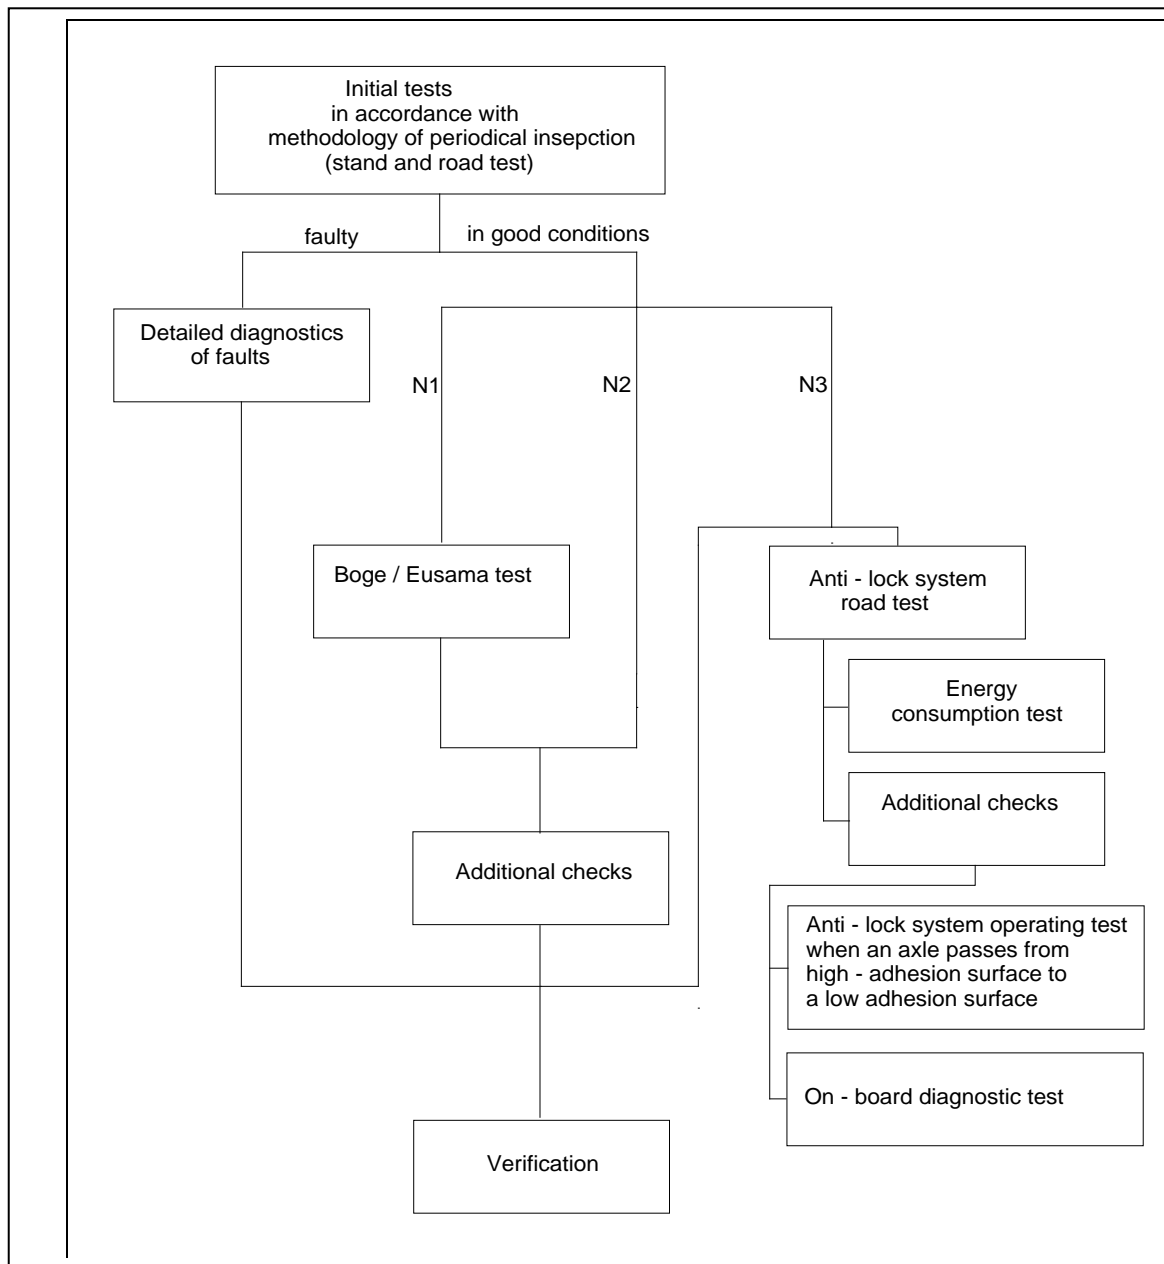 Initial tests
in accordance with
methodology of periodical insepction
(stand and road test)
faulty
in good conditions
Detailed diagnostics
of faults
N1
N2
N3
Boge / Eusama test
Anti - lock system
road test
Energy
consumption test
Additional checks
Additional checks
Anti - lock system operating test
when an axle passes from
high - adhesion surface to
a low adhesion surface
On - board diagnostic test
Verification